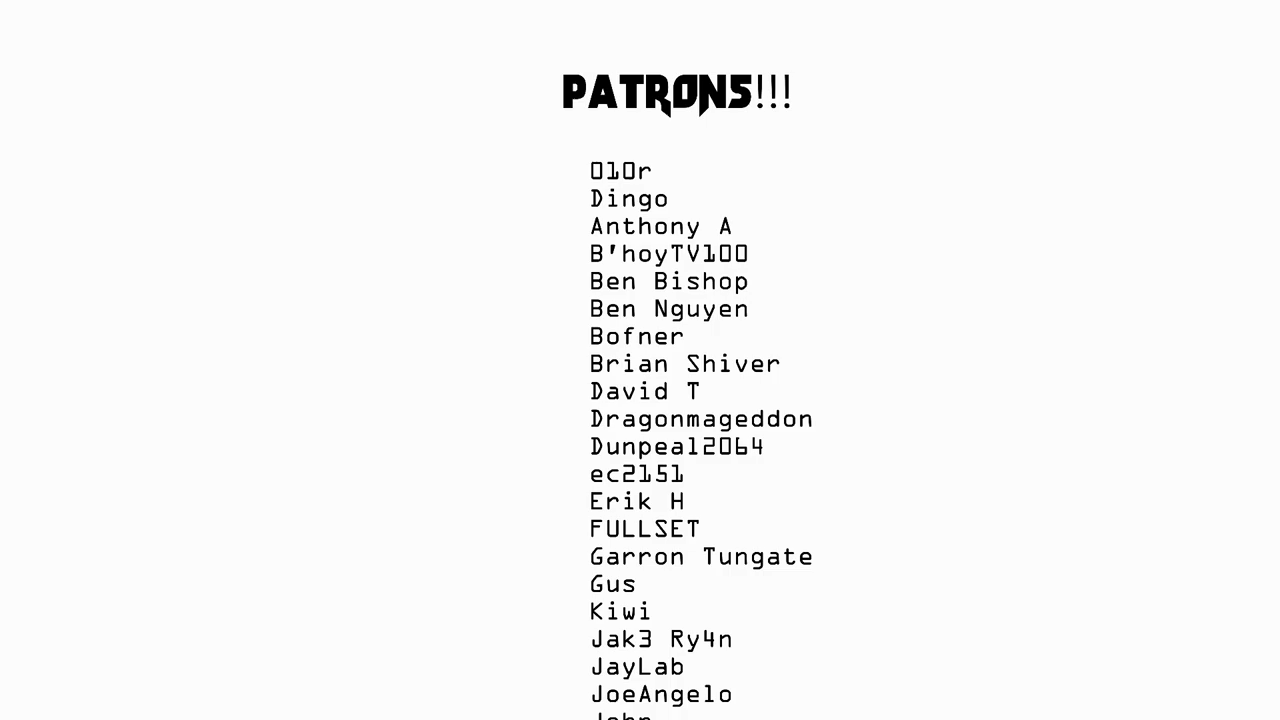 PATRONS!!!
010r
Dingo
Anthony A
B'hoyTV100
Ben Bishop
Ben Nguyen
Bofner
Brian Shiver
David T
Dragonmageddon
Dunpeal2064
ec2151
Erik H
FULLSET
Garron Tungate
Gus
Kiwi
Jak3 Ry4n
JayLab
JoeAngelo